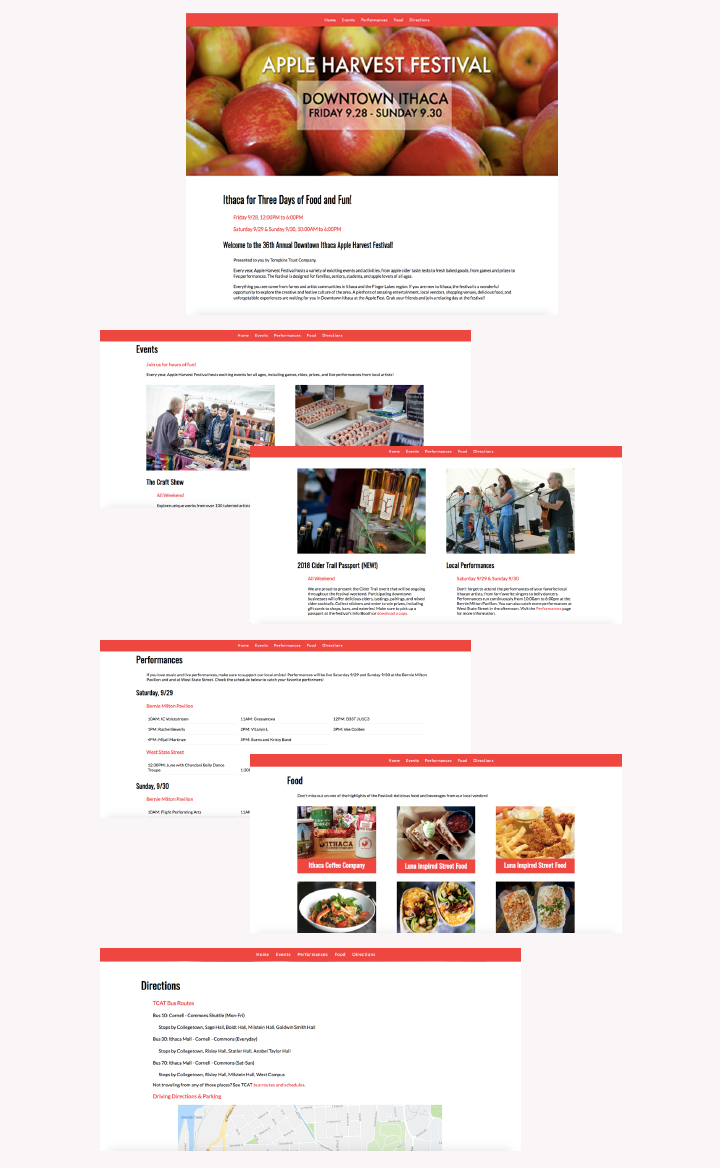 Home Events Performances Food Directions
APPLE HARVEST FESTIVAL
DOWNTOWN ITHACA
FRIDAY 9.28 - SUNDAY 9.30
Ithaca for Three Days of Food and Fun!
Friday 9/28, 12:00PM to 6:00PM
Saturday 9/29 & Sunday 9/30, 10:00AM to 6:00PM
Welcome to the 36th Annual Downtown Ithaca Apple Harvest Festival!
Presented to you by Tompkins Trust Company.
Every year, Apple Harvest Festival hosts a variety of exciting events and activities, from apple cider taste tests to fresh baked goods, from games and prizes to
live performances. The festival is designed for families, seniors, students, and apple lovers of all ages.
Everything you see come from farms and artist communities in Ithaca and the Finger Lakes region. If you are new to Ithaca, the festival is a wonderful
opportunity to explore the creative and festive culture of the area. A plethora of amazing entertainment, local vendors, shopping venues, delicious food, and
unforgettable experiences are waiting for you in Downtown Ithaca at the Apple Fest. Grab your friends and join a relaxing day at the festival!
Home Events Performances Food Directions
Events
Join us for hours of fun!
Every year, Apple Harvest Festival hosts exciting events for all ages, including games, rides, prizes, and live performances from local artists!
The Craft Show
All Weekend
Explore unique works from over 100 talented artists
Home Events Performances Food Directions
2018 Cider Trail Passport (NEW!)
All Weekend
We are proud to present the Cider Trail event that will be ongoing
throughout the festival weekend. Participating downtown
businesses will offer delicious ciders, tastings, pairings, and mixed
cider cocktails. Collect stickers and enter to win prizes, including
gift cards to shops, bars, and eateries! Make sure to pick up a
passport at the festival's Info Booth or download a copy.
Local Performances
Saturday 9/29 & Sunday 9/30
Don't forget to attend the performances of your favorite local
Ithacan artists, from fan favorite singers to belly dancers.
Performances run continuously from 10:00am to 6:00pm at the
Bernie Milton Pavilion. You can also catch more performances at
West State Street in the afternoon. Visit the Performances page
for more information.
Home Events Performances Food Directions
Performances
If you love music and live performances, make sure to support our local artists! Performances will be live Saturday 9/29 and Sunday 9/30 at the Bernie Milton
Pavilion and at West State Street. Check the schedule below to catch your favorite performers!
Saturday, 9/29
Bernie Milton Pavilion
10AM: IC Voicestream 11AM: Grassanova 12PM: BEST JUICE
1PM: Rachel Beverly 2PM: Vitamin L 3PM: Vee Da Bee
4PM: Mijail Martinez 5PM: Stone and Kristy Band
West State Street
12:00PM: June with Chandani Belly Dance
Troupe
1:30P
Sunday, 9/30
Bernie Milton Pavilion
10AM: Flight Performing Arts 11AM
Home Events Performances Food Directions
Food
Don't miss out on one of the highlights of the Festival: delicious food and beverages from our local vendors!
ITHACA
COFFEE COMPANY
Ithaca Coffee Company Luna Inspired Street Food Luna Inspired Street Food
Home Events Performances Food Directions
Directions
TCAT Bus Routes
Bus 10: Cornell - Commons Shuttle (Mon-Fri)
Stops by Collegetown, Sage Hall, Boldt Hall, Milstein Hall, Goldwin Smith Hall
Bus 30: Ithaca Mall - Cornell - Commons (Everyday)
Stops by Collegetown, Risley Hall, Statler Hall, Anabel Taylor Hall
Bus 70: Ithaca Mall - Cornell - Commons (Sat-Sun)
Stops by Collegetown, Risley Hall, Milstein Hall, West Campus
Not traveling from any of those places? See TCAT bus routes and schedules.
Driving Directions & Parking